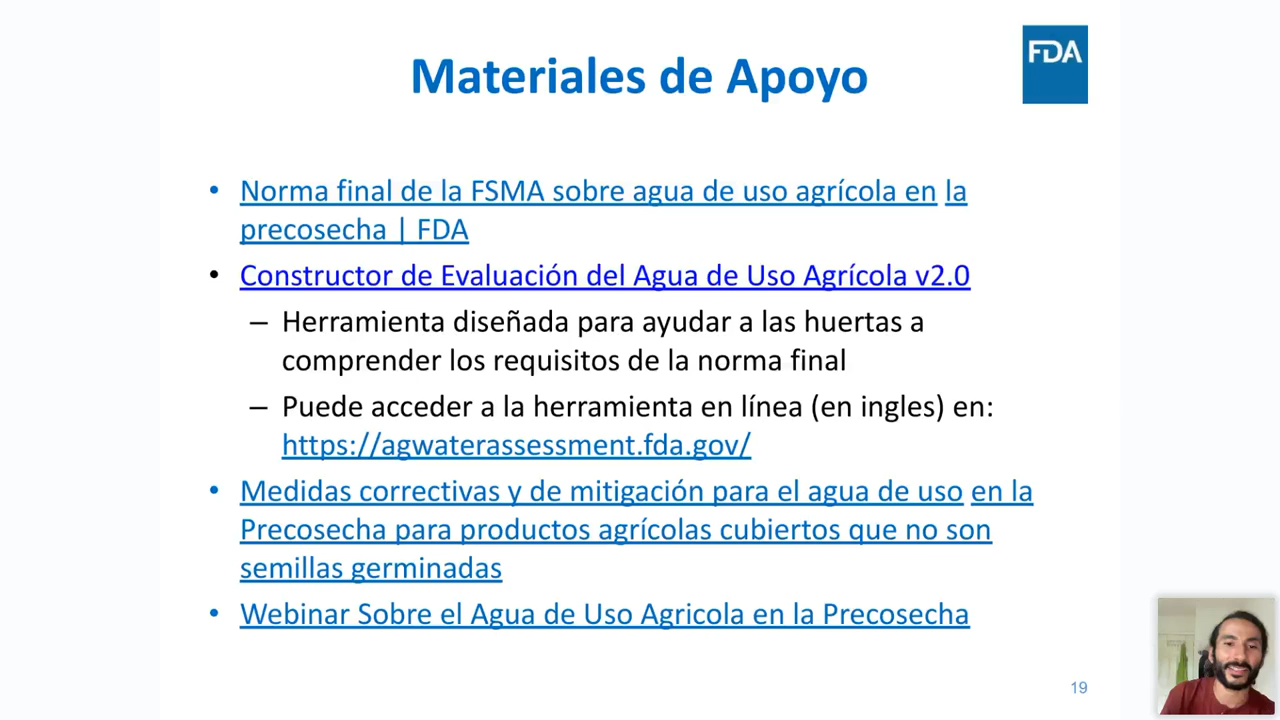 FDA
Materiales de Apoyo
• Norma final de la FSMA sobre agua de uso agrícola en la
precosecha | FDA
• Constructor de Evaluación del Agua de Uso Agrícola v2.0
– Herramienta diseñada para ayudar a las huertas a
comprender los requisitos de la norma final
– Puede acceder a la herramienta en línea (en ingles) en:
https://agwaterassessment.fda.gov/
• Medidas correctivas y de mitigación para el agua de uso en la
Precosecha para productos agrícolas cubiertos que no son
semillas germinadas
• Webinar Sobre el Agua de Uso Agricola en la Precosecha
19